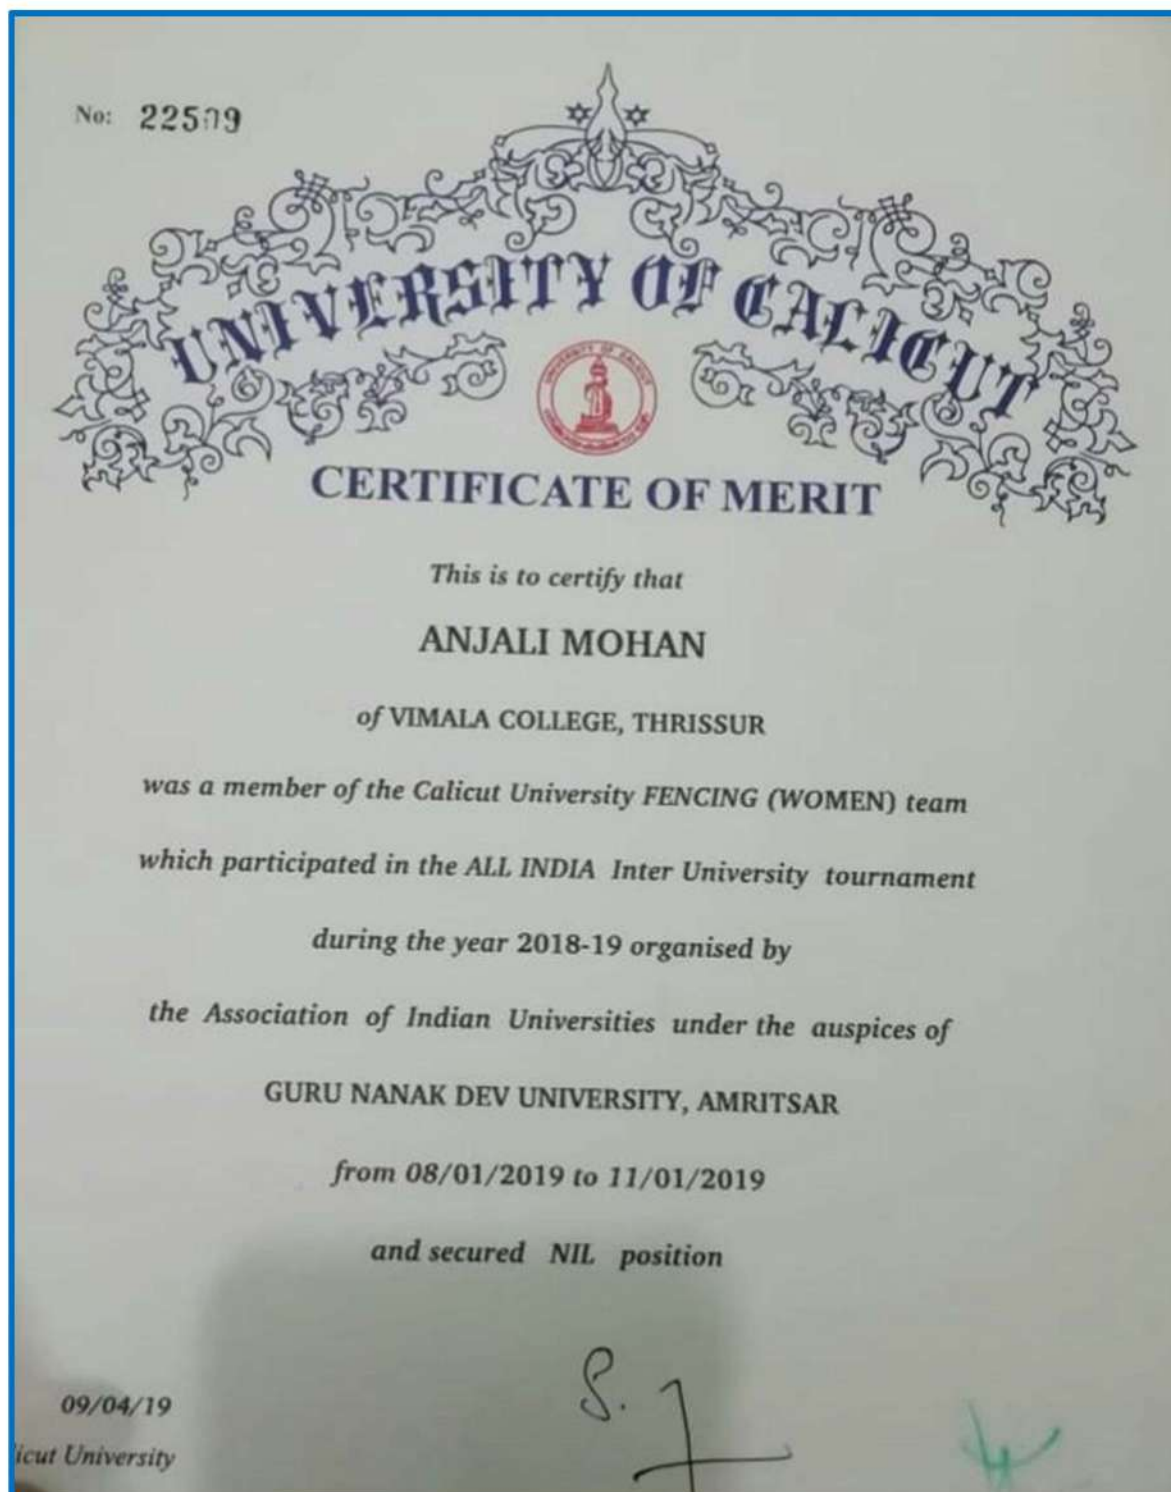 No: 22509
UNIVERSITY OF CALICUT
UNIVERSITY OF CALICUT
CERTIFICATE OF MERIT
This is to certify that
ANJALI MOHAN
of VIMALA COLLEGE, THRISSUR
was a member of the Calicut University FENCING (WOMEN) team
which participated in the ALL INDIA Inter University tournament
during the year 2018-19 organised by
the Association of Indian Universities under the auspices of
GURU NANAK DEV UNIVERSITY, AMRITSAR
from 08/01/2019 to 11/01/2019
and secured NIL position
S.
09/04/19
icut University